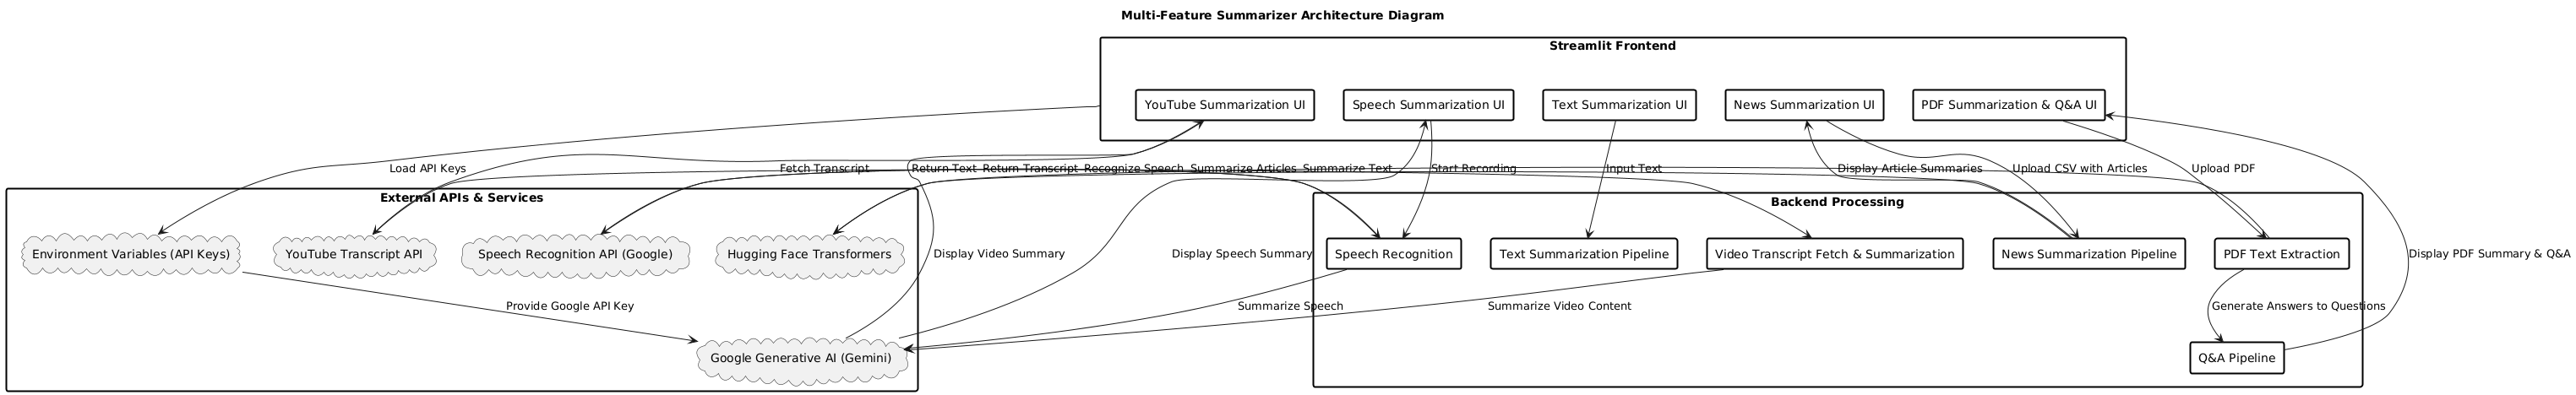 Multi-Feature Summarizer Architecture Diagram
Streamlit Frontend
YouTube Summarization UI
Speech Summarization UI
Text Summarization UI
News Summarization UI
PDF Summarization & Q&A UI
Load API Keys
Fetch Transcript
Return Text
Return Transcript
Recognize Speech
Summarize Articles
Summarize Text
Start Recording
Input Text
Display Article Summaries
Upload CSV with Articles
Upload PDF
External APIs & Services
Backend Processing
Environment Variables (API Keys)
YouTube Transcript API
Speech Recognition API (Google)
Hugging Face Transformers
Display Video Summary
Display Speech Summary
Speech Recognition
Text Summarization Pipeline
Video Transcript Fetch & Summarization
News Summarization Pipeline
PDF Text Extraction
Display PDF Summary & Q&A
Provide Google API Key
Summarize Speech
Summarize Video Content
Generate Answers to Questions
Google Generative AI (Gemini)
Q&A Pipeline